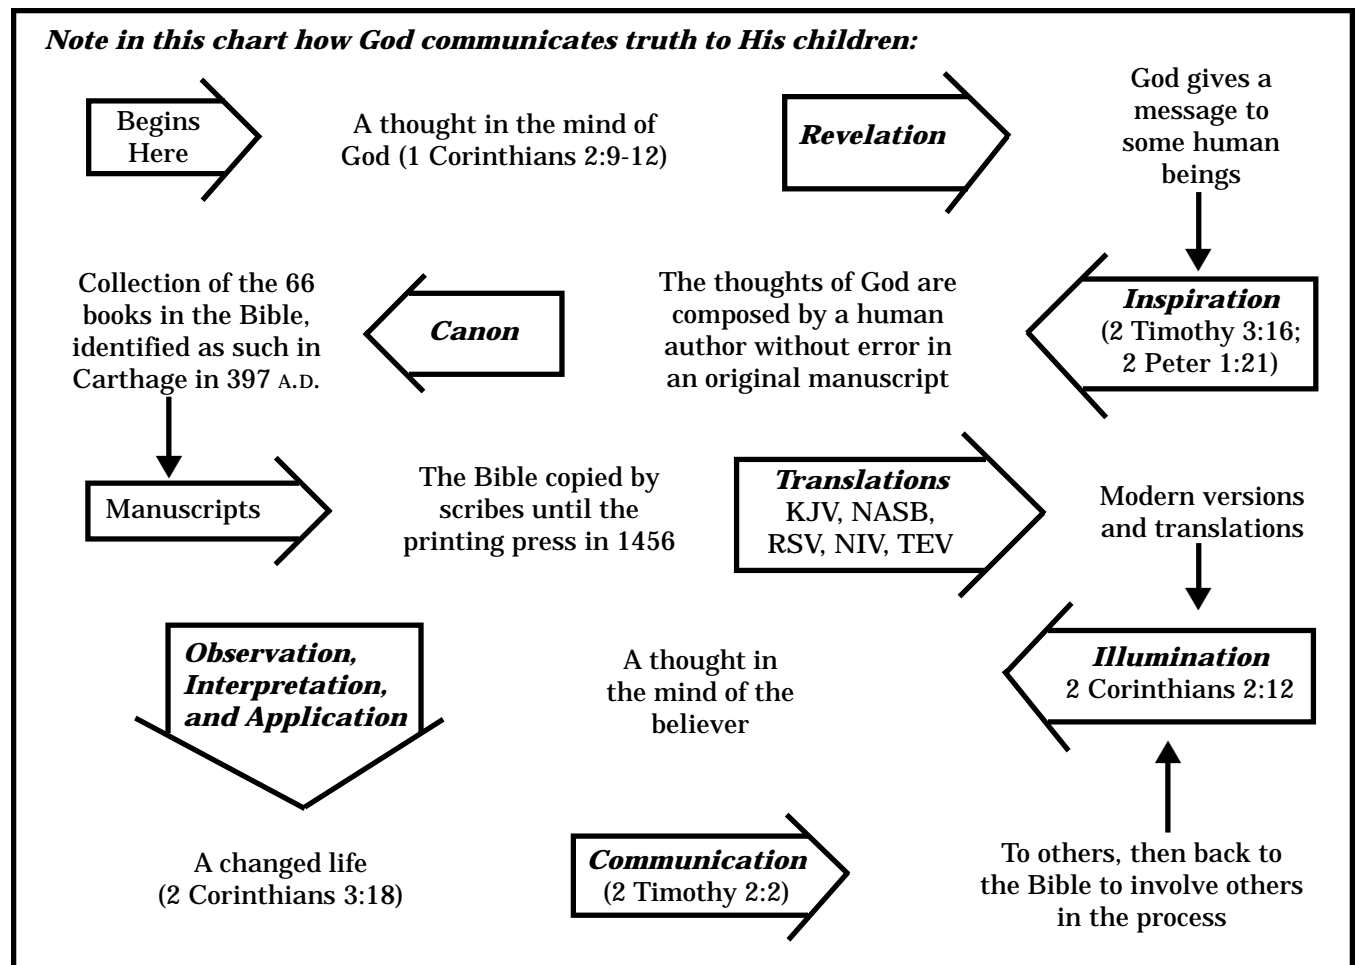 Note in this chart how God communicates truth to His children:
Begins
Here
A thought in the mind of
God (1 Corinthians 2:9-12)
Revelation
God gives a
message to
some human
beings
Inspiration
(2 Timothy 3:16;
2 Peter 1:21)
The thoughts of God are
composed by a human
author without error in
an original manuscript
Canon
Collection of the 66
books in the Bible,
identified as such in
Carthage in 397 A.D.
Manuscripts
The Bible copied by
scribes until the
printing press in 1456
Translations
KJV, NASB,
RSV, NIV, TEV
Modern versions
and translations
Illumination
2 Corinthians 2:12
A thought in
the mind of the
believer
Observation,
Interpretation,
and Application
A changed life
(2 Corinthians 3:18)
Communication
(2 Timothy 2:2)
To others, then back to
the Bible to involve others
in the process